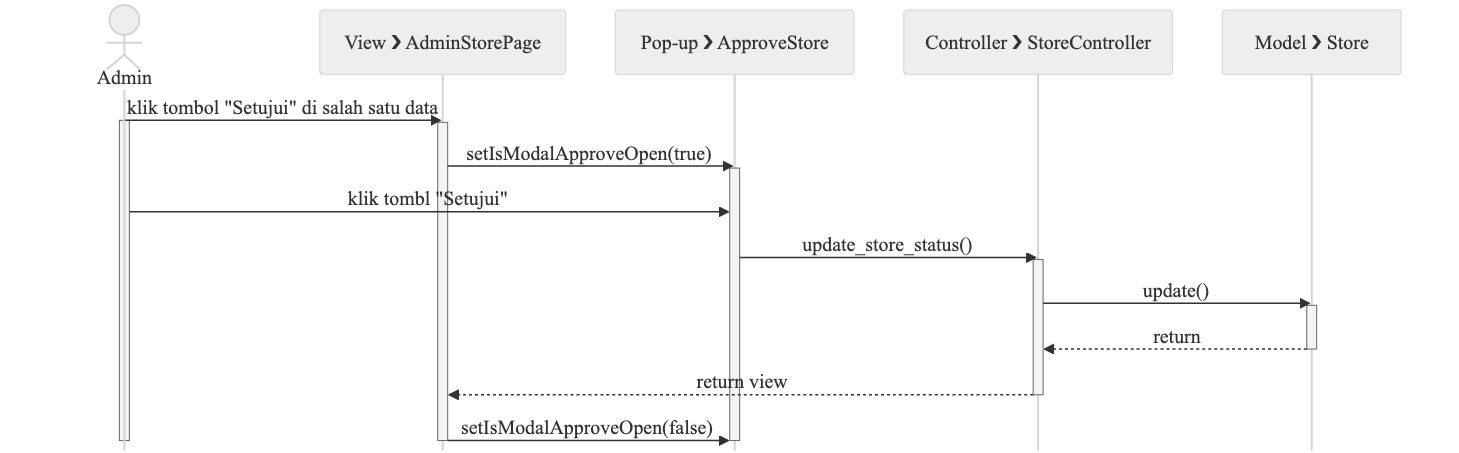 Admin
View ❯ AdminStorePage
Pop-up ❯ ApproveStore
Controller ❯ StoreController
Model ❯ Store
klik tombol "Setujui" di salah satu data
setIsModalApproveOpen(true)
klik tombl "Setujui"
update_store_status()
update()
return
return view
setIsModalApproveOpen(false)